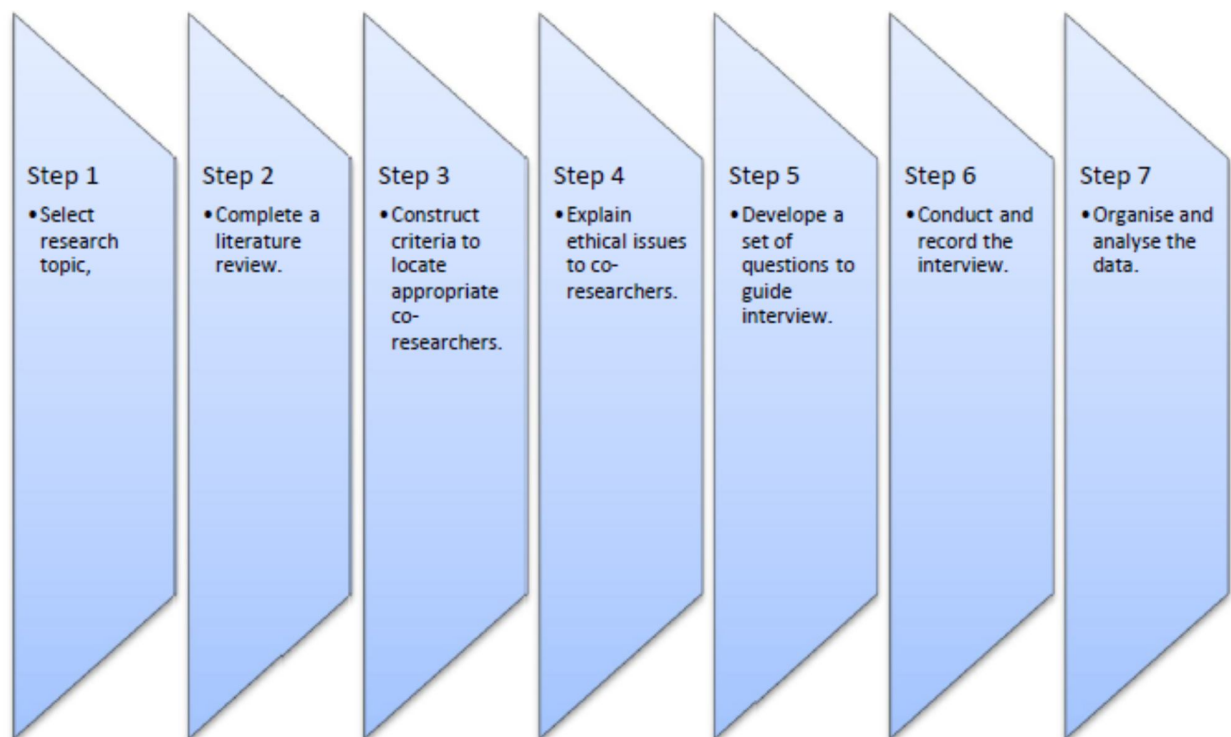 Step 1
•Select
research
topic,
Step 2
•Complete a
literature
review.
Step 3
•Construct
criteria to
locate
appropriate
co-
researchers.
Step 4
•Explain
ethical issues
to co-
researchers.
Step 5
•Develope a
set of
questions to
guide
interview.
Step 6
•Conduct and
record the
interview.
Step 7
•Organise and
analyse the
data.